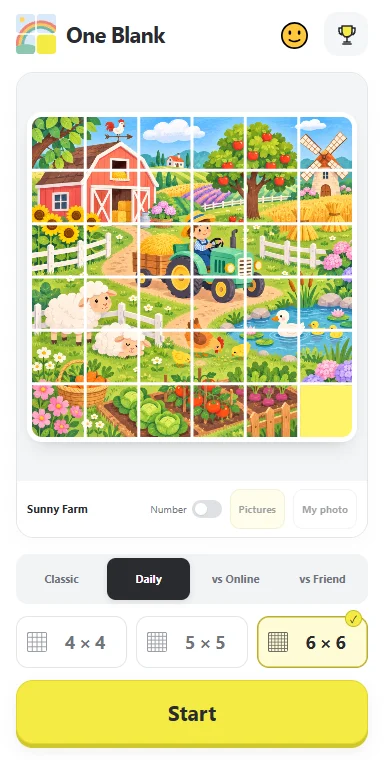 One Blank
Sunny Farm
Number
Pictures
My photo
Classic
Daily
vs Online
vs Friend
4 × 4
5 × 5
6 × 6
✓
Start